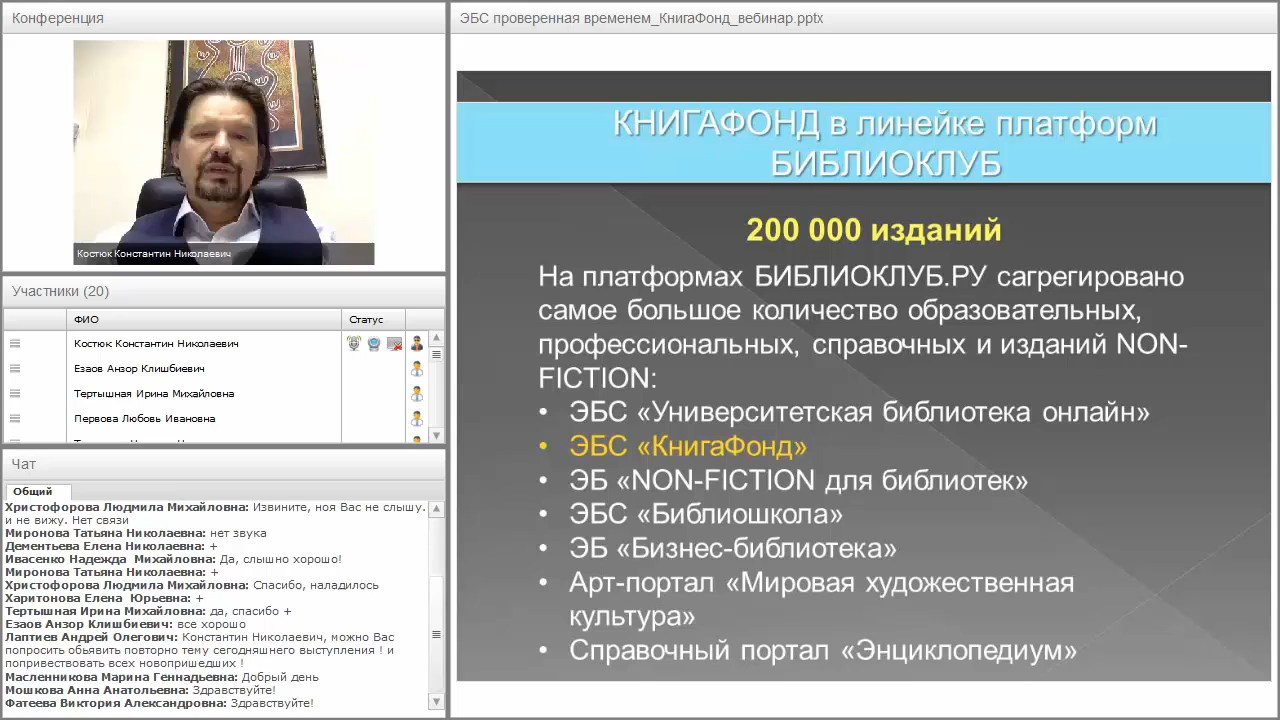 Конференция
Костюк Константин Николаевич
Участники (20)
ФИО
Статус
Костюк Константин Николаевич
Езаов Анзор Клишбиевич
Тертышная Ирина Михайловна
Первова Любовь Ивановна
Чат
Общий
Христофорова Людмила Михайловна: Извините, ноя Вас не слышу.
и не вижу. Нет связи
Миронова Татьяна Николаевна: нет звука
Дементьева Елена Николаевна: +
Ивасенко Надежда  Михайловна: Да, слышно хорошо!
Миронова Татьяна Николаевна: +
Христофорова Людмила Михайловна: Спасибо, наладилось
Харитонова Елена  Юрьевна: +
Тертышная Ирина Михайловна: да, спасибо +
Езаов Анзор Клишбиевич: все хорошо
Лаптиев Андрей Олегович: Константин Николаевич, можно Вас
попросить обьявить повторно тему сегодняшнего выступления ! и
попривествовать всех новопришедших !
Масленникова Марина Геннадьевна: Добрый день
Мошкова Анна Анатольевна: Здравствуйте!
Фатеева Виктория Александровна: Здравствуйте!
ЭБС проверенная временем_КнигаФонд_вебинар.pptx
КНИГАФОНД в линейке платформ
БИБЛИОКЛУБ
200 000 изданий
На платформах БИБЛИОКЛУБ.РУ сагрегировано
самое большое количество образовательных,
профессиональных, справочных и изданий NON-
FICTION:
• ЭБС «Университетская библиотека онлайн»
• ЭБС «КнигаФонд»
• ЭБ «NON-FICTION для библиотек»
• ЭБС «Библиошкола»
• ЭБ «Бизнес-библиотека»
• Арт-портал «Мировая художественная
культура»
• Справочный портал «Энциклопедиум»